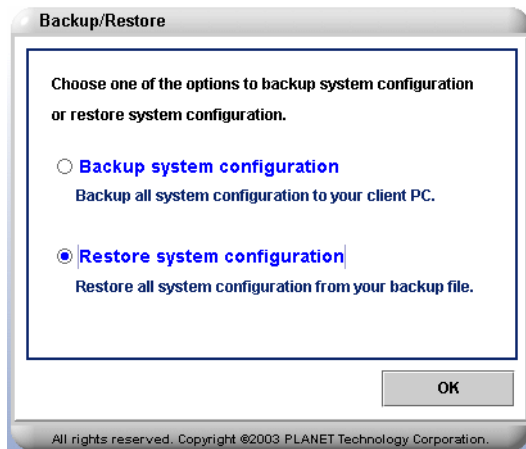 Backup/Restore
Choose one of the options to backup system configuration
or restore system configuration.
Backup system configuration
Backup all system configuration to your client PC.
Restore system configuration
Restore all system configuration from your backup file.
OK
All rights reserved. Copyright ©2003 PLANET Technology Corporation.